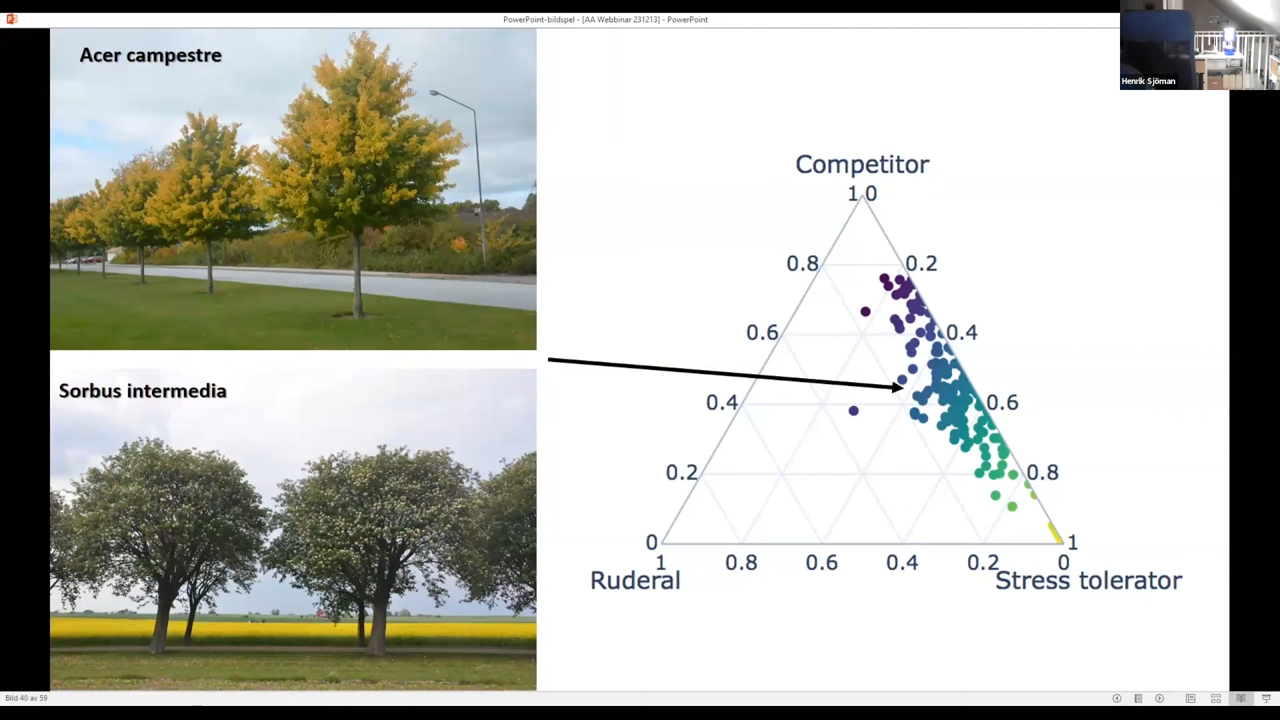 PowerPoint-bildspel - [AA Webbinar 231213] - PowerPoint
Henrik Sjöman
Acer campestre
Sorbus intermedia
Competitor
1.0
0.8 0.2
0.6 0.4
0.4 0.6
0.2 0.8
0 1
1 0.8 0.6 0.4 0.2 0
Ruderal Stress tolerator
Bild 40 av 59